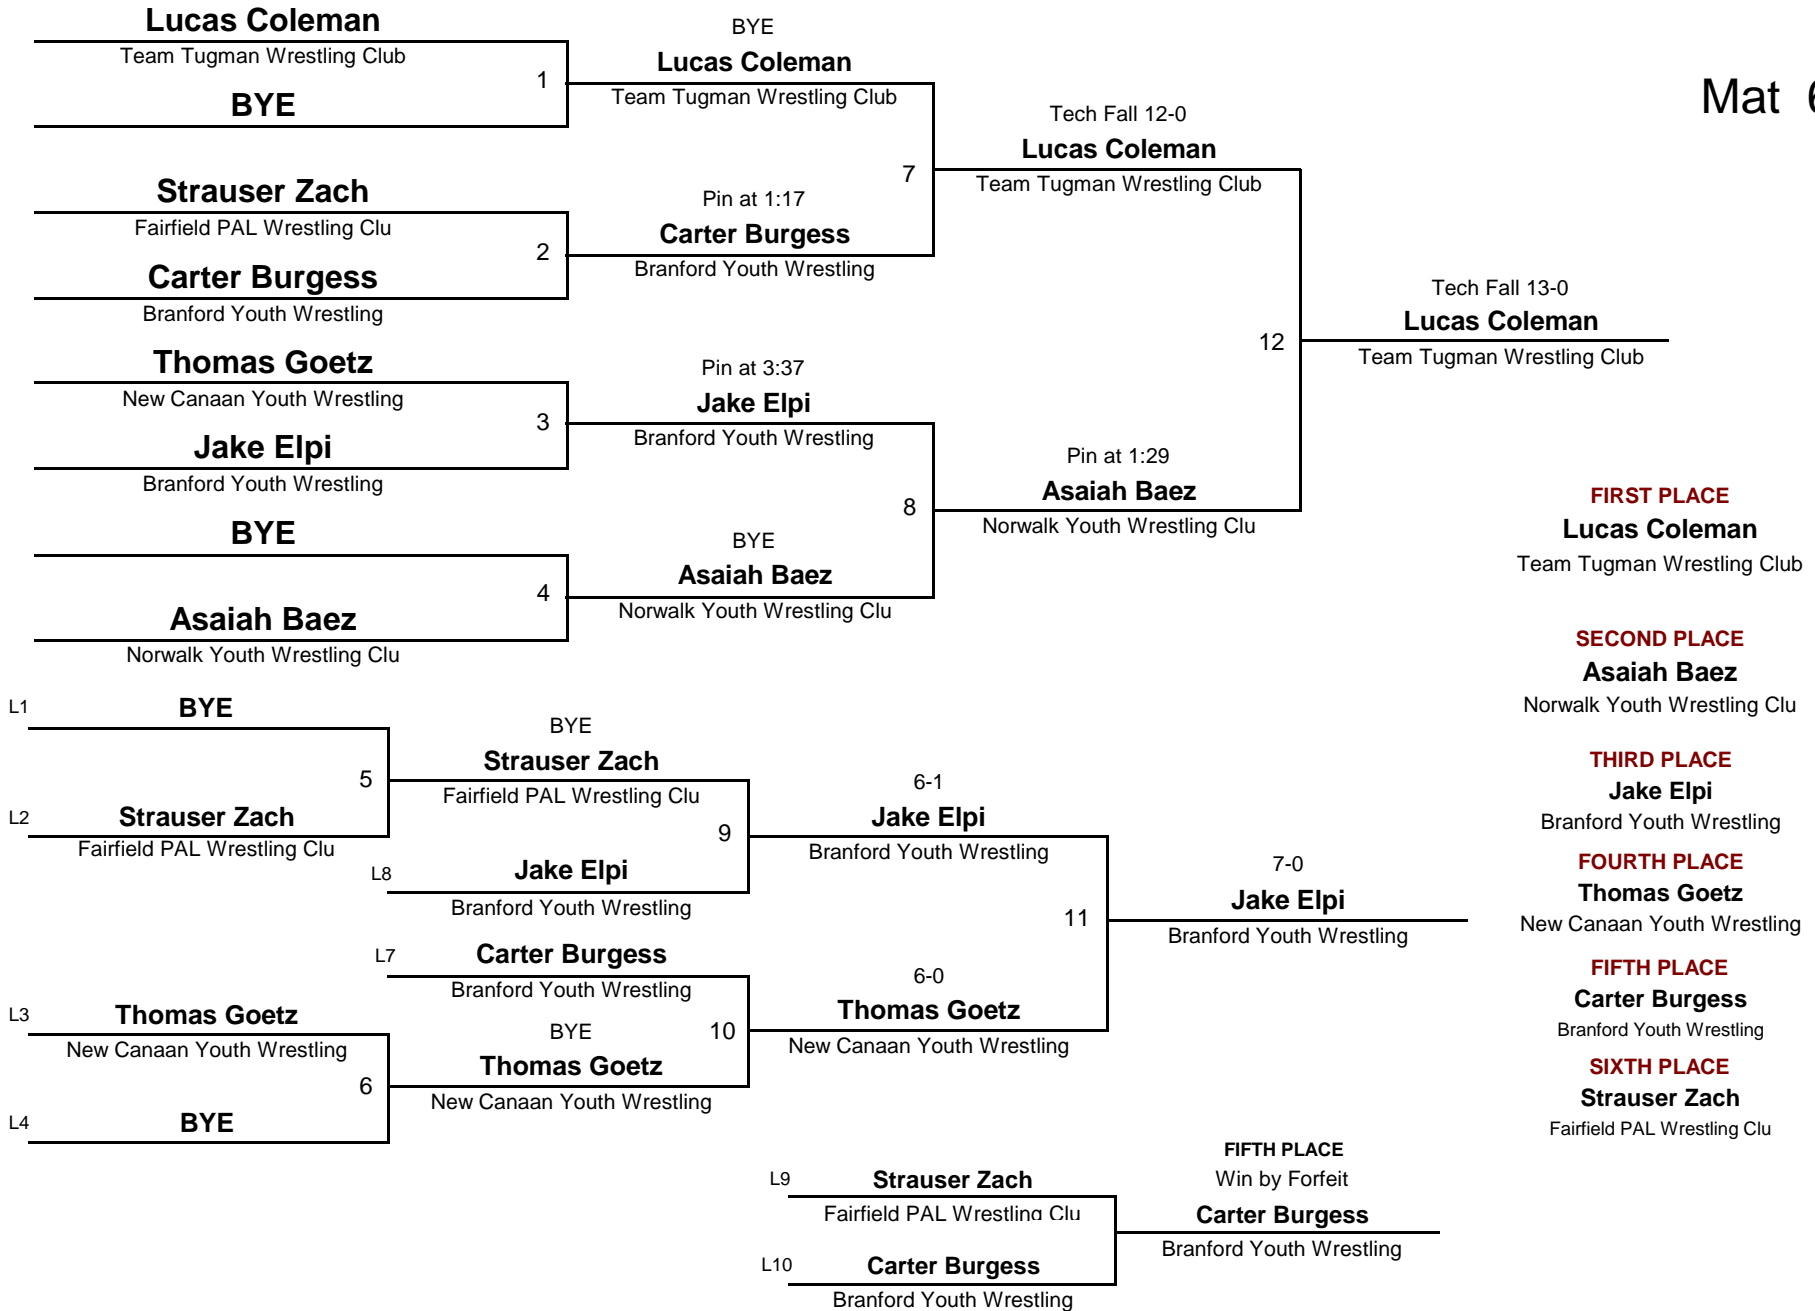 Lucas Coleman
Team Tugman Wrestling Club
1
BYE
BYE
Lucas Coleman
Team Tugman Wrestling Club
Mat 6
Strauser Zach
Fairfield PAL Wrestling Clu
2
Carter Burgess
Branford Youth Wrestling
Pin at 1:17
Carter Burgess
Branford Youth Wrestling
7
Tech Fall 12-0
Lucas Coleman
Team Tugman Wrestling Club
Thomas Goetz
New Canaan Youth Wrestling
3
Jake Elpi
Branford Youth Wrestling
Pin at 3:37
Jake Elpi
Branford Youth Wrestling
BYE
4
Asaiah Baez
Norwalk Youth Wrestling Clu
BYE
Asaiah Baez
Norwalk Youth Wrestling Clu
8
Pin at 1:29
Asaiah Baez
Norwalk Youth Wrestling Clu
12
Tech Fall 13-0
Lucas Coleman
Team Tugman Wrestling Club
FIRST PLACE
Lucas Coleman
Team Tugman Wrestling Club
SECOND PLACE
Asaiah Baez
Norwalk Youth Wrestling Clu
THIRD PLACE
Jake Elpi
Branford Youth Wrestling
FOURTH PLACE
Thomas Goetz
New Canaan Youth Wrestling
FIFTH PLACE
Carter Burgess
Branford Youth Wrestling
SIXTH PLACE
Strauser Zach
Fairfield PAL Wrestling Clu
L1
BYE
5
L2
Strauser Zach
Fairfield PAL Wrestling Clu
BYE
Strauser Zach
Fairfield PAL Wrestling Clu
9
L8
Jake Elpi
Branford Youth Wrestling
6-1
Jake Elpi
Branford Youth Wrestling
L7
Carter Burgess
Branford Youth Wrestling
L3
Thomas Goetz
New Canaan Youth Wrestling
6
L4
BYE
BYE
10
Thomas Goetz
New Canaan Youth Wrestling
6-0
Thomas Goetz
New Canaan Youth Wrestling
11
7-0
Jake Elpi
Branford Youth Wrestling
L9
Strauser Zach
Fairfield PAL Wrestling Clu
L10
Carter Burgess
Branford Youth Wrestling
FIFTH PLACE
Win by Forfeit
Carter Burgess
Branford Youth Wrestling